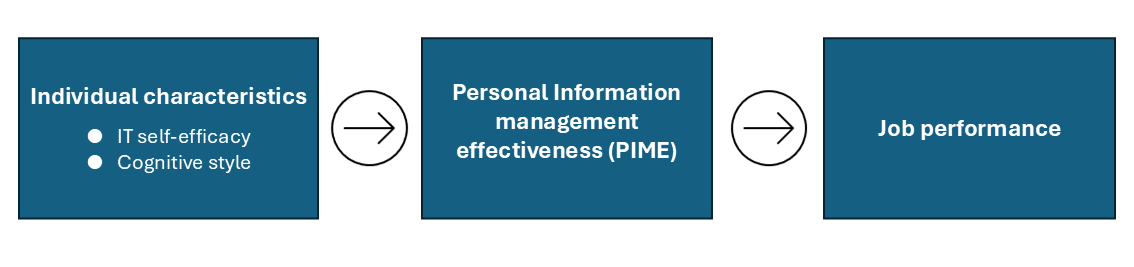 Individual characteristics
● IT self-efficacy
● Cognitive style
Personal Information
management
effectiveness (PIME)
Job performance